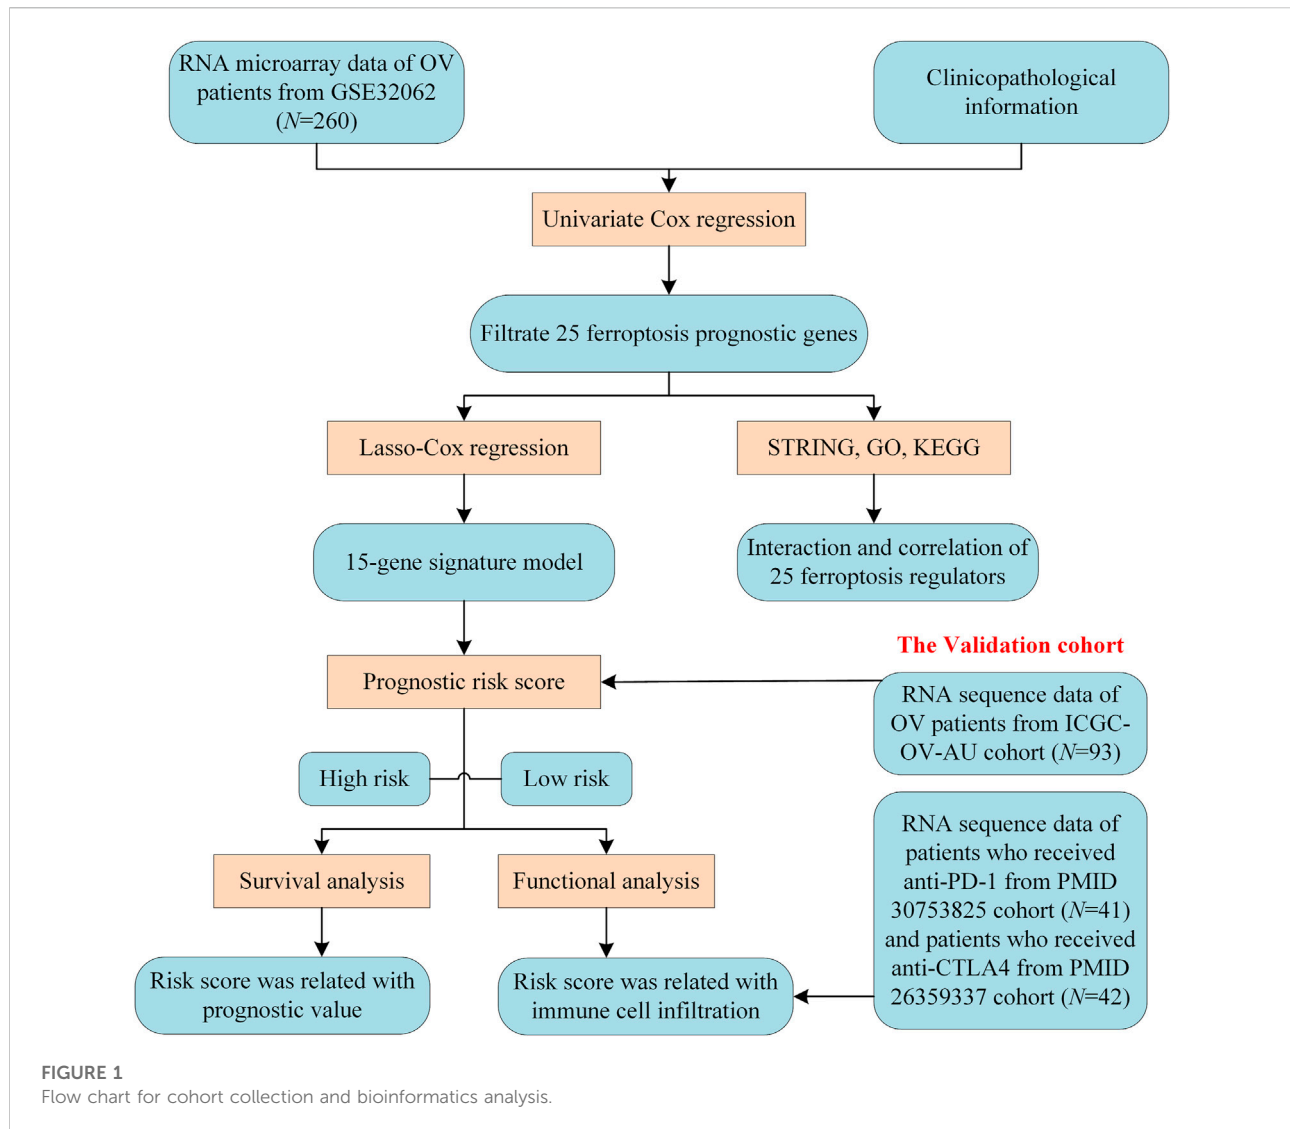 RNA microarray data of OV
patients from GSE32062
(N=260)
Clinicopathological
information
Univariate Cox regression
Filtrate 25 ferroptosis prognostic genes
Lasso-Cox regression
STRING, GO, KEGG
15-gene signature model
Interaction and correlation of
25 ferroptosis regulators
The Validation cohort
Prognostic risk score
RNA sequence data of
OV patients from ICGC-
OV-AU cohort (N=93)
High risk
Low risk
RNA sequence data of
patients who received
anti-PD-1 from PMID
30753825 cohort (N=41)
and patients who received
anti-CTLA4 from PMID
26359337 cohort (N=42)
Survival analysis
Functional analysis
Risk score was related with
prognostic value
Risk score was related with
immune cell infiltration
FIGURE 1
Flow chart for cohort collection and bioinformatics analysis.